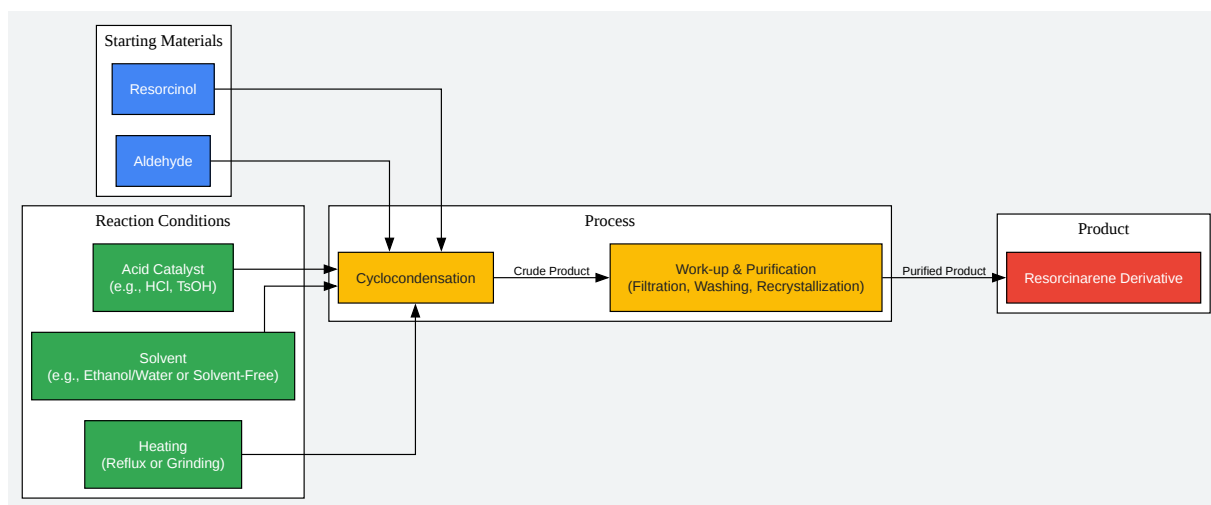 Starting Materials
Resorcinol
Aldehyde
Reaction Conditions
Acid Catalyst
(e.g., HCl, TsOH)
Solvent
(e.g., Ethanol/Water or Solvent-Free)
Heating
(Reflux or Grinding)
Process
Cyclocondensation
Crude Product
Work-up & Purification
(Filtration, Washing, Recrystallization)
Purified Product
Product
Resorcinarene Derivative